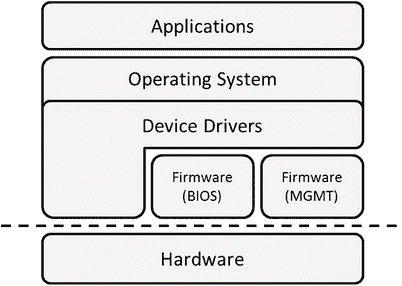 Applications
Operating System
Device Drivers
Firmware
(BIOS)
Firmware
(MGMT)
Hardware